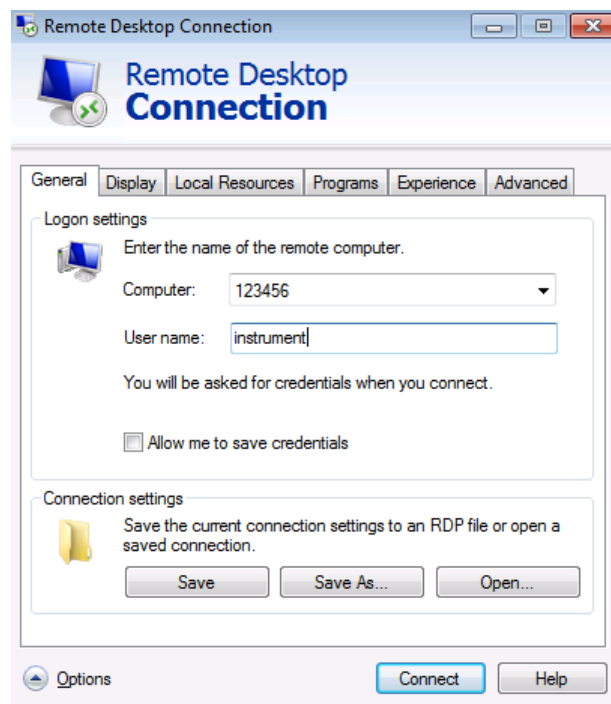 Remote Desktop Connection
Remote Desktop
Connection
General Display Local Resources Programs Experience Advanced
Logon settings
Enter the name of the remote computer.
Computer: 123456
User name: instrument
You will be asked for credentials when you connect.
Allow me to save credentials
Connection settings
Save the current connection settings to an RDP file or open a
saved connection.
Save Save As... Open...
Options Connect Help